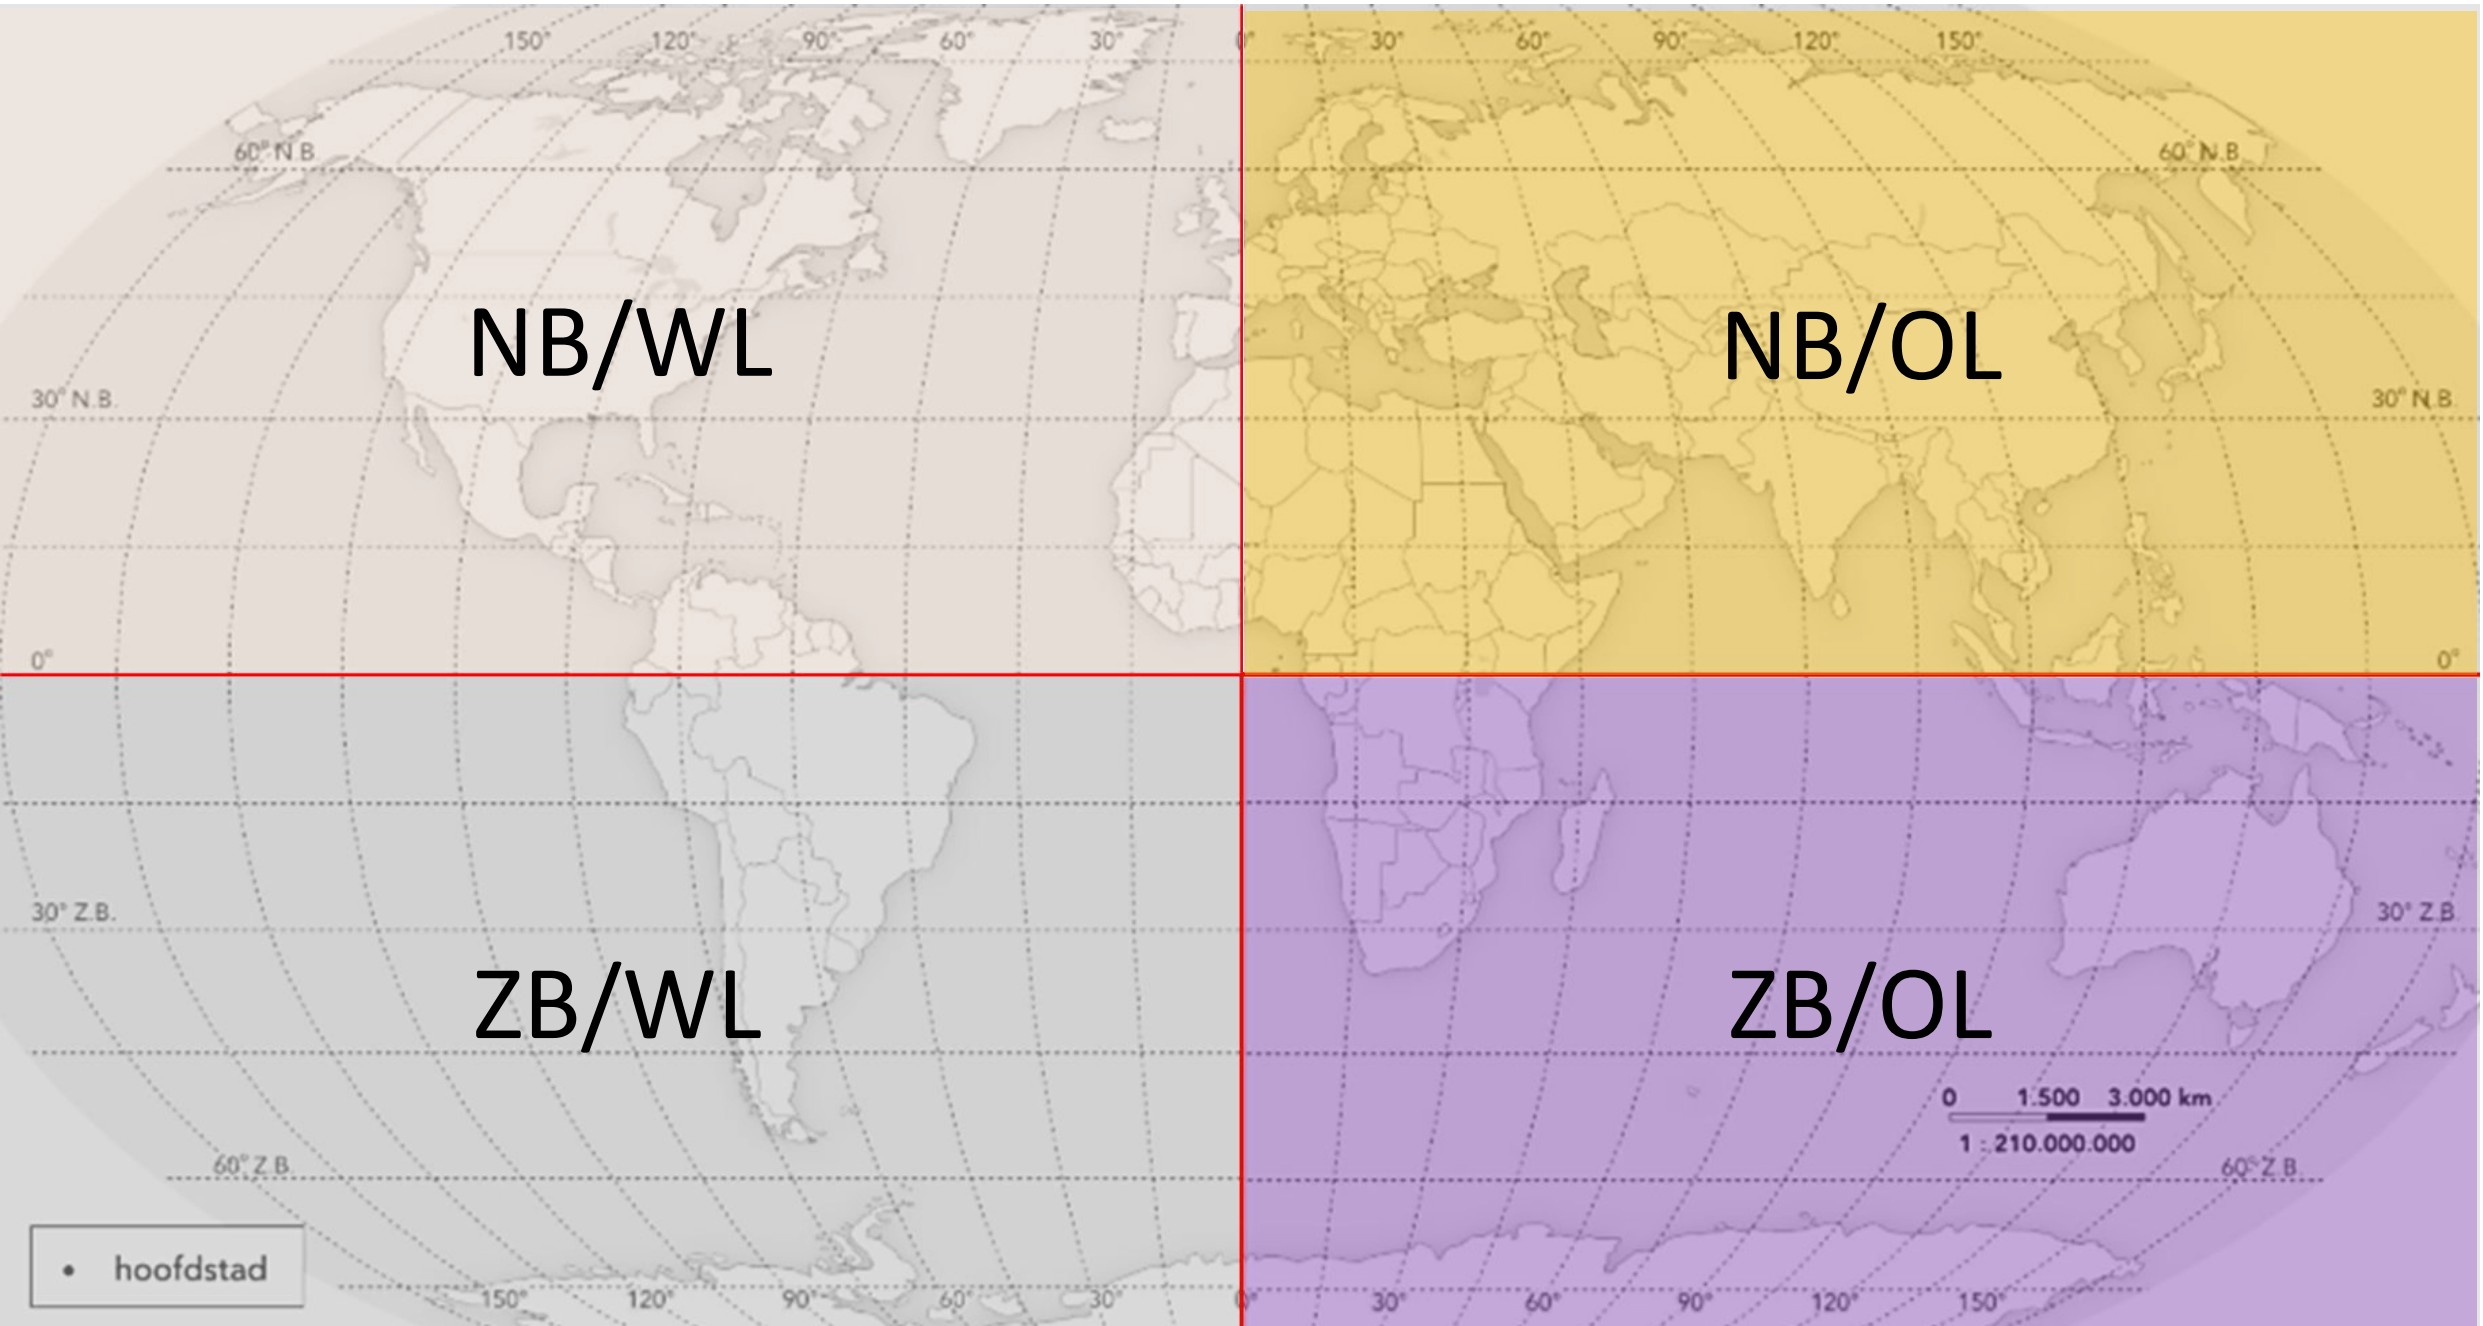 150° 120° 90° 60° 30° 0° 30° 60° 90° 120° 150°
60° N.B. 60° N.B.
NB/WL NB/OL
30° N.B. 30° N.B.
0° 0°
30° Z.B. 30° Z.B.
ZB/WL ZB/OL
0 1.500 3.000 km
1 : 210.000.000
60° Z.B. 60° Z.B.
• hoofdstad
150° 120° 90° 60° 30° 0° 30° 60° 90° 120° 150°